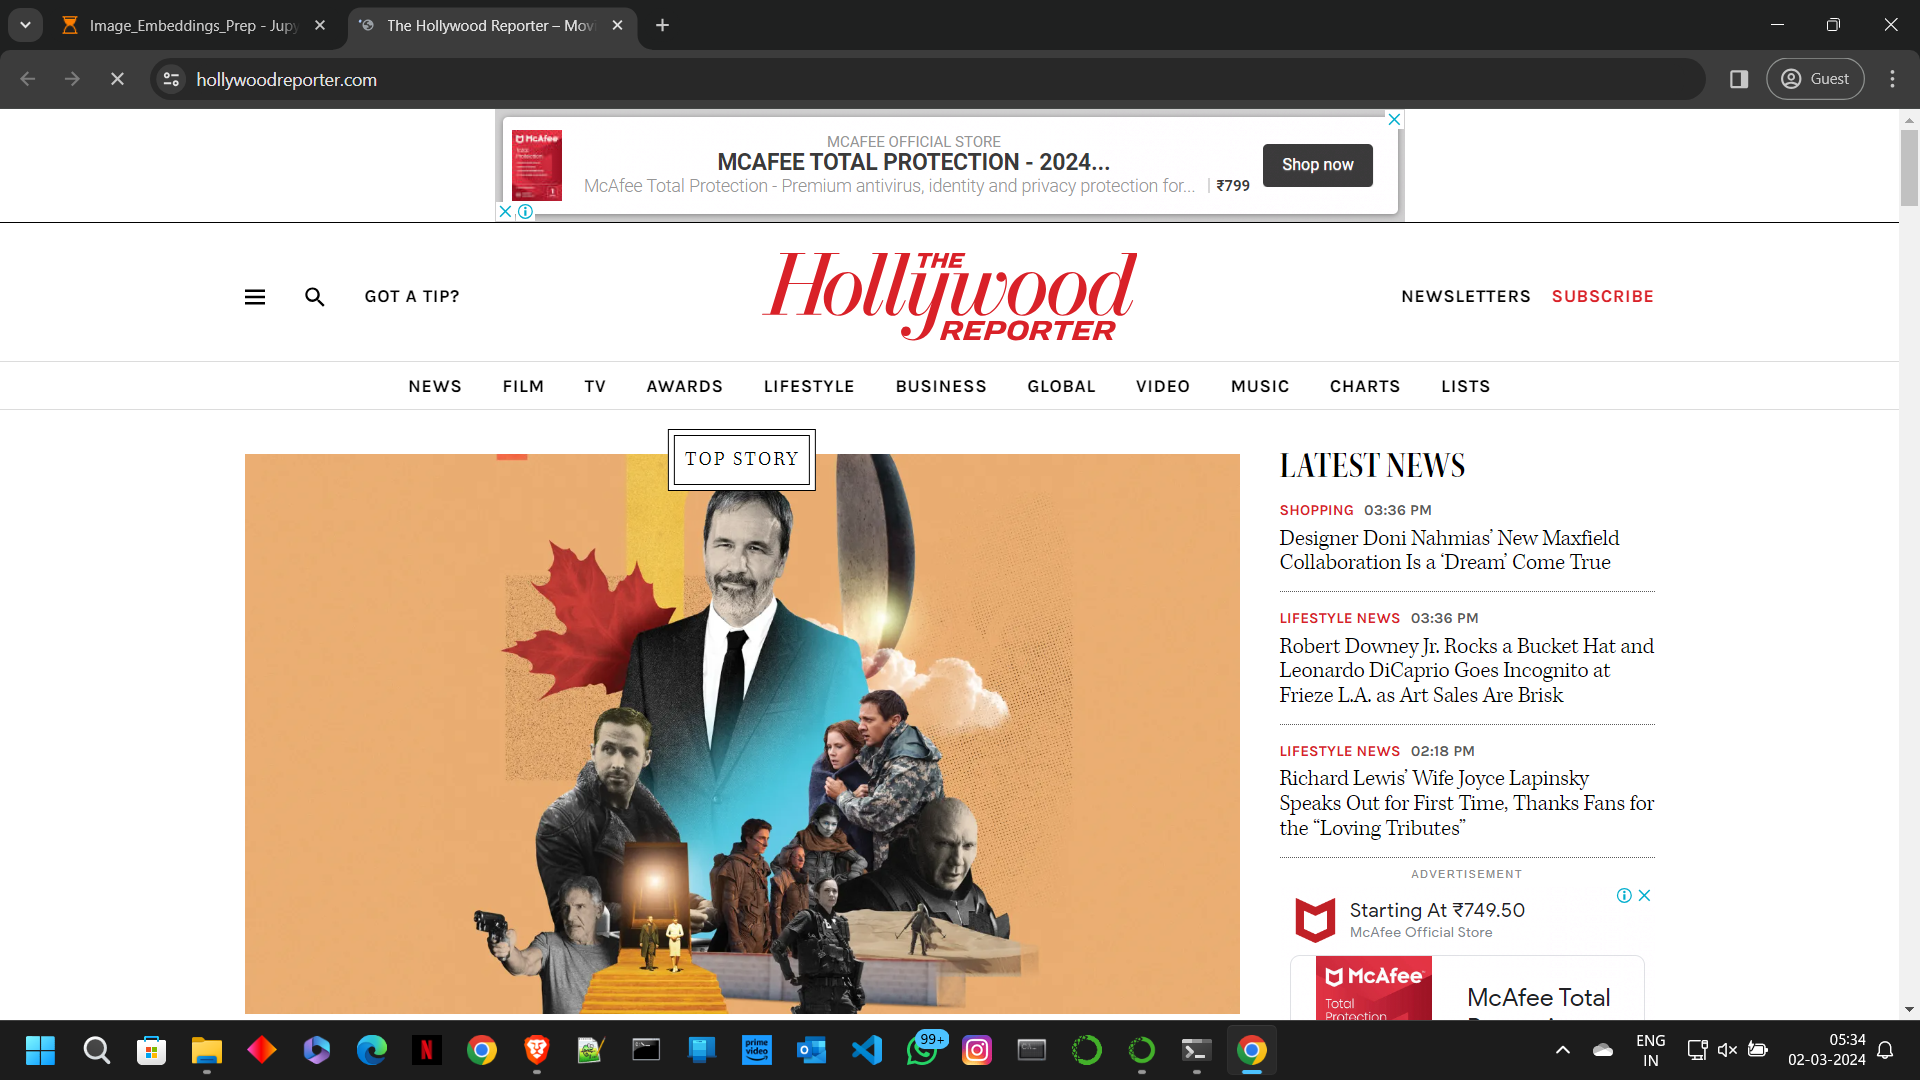 Image_Embeddings_Prep - Jupy
The Hollywood Reporter – Movi
hollywoodreporter.com
Guest
McAfee
Total
Protection
MCAFEE OFFICIAL STORE
MCAFEE TOTAL PROTECTION - 2024...
McAfee Total Protection - Premium antivirus, identity and privacy protection for... | ₹799
Shop now
GOT A TIP?
THE
Hollywood
REPORTER
NEWSLETTERS SUBSCRIBE
NEWS FILM TV AWARDS LIFESTYLE BUSINESS GLOBAL VIDEO MUSIC CHARTS LISTS
TOP STORY
LATEST NEWS
SHOPPING 03:36 PM
Designer Doni Nahmias’ New Maxfield
Collaboration Is a ‘Dream’ Come True
LIFESTYLE NEWS 03:36 PM
Robert Downey Jr. Rocks a Bucket Hat and
Leonardo DiCaprio Goes Incognito at
Frieze L.A. as Art Sales Are Brisk
LIFESTYLE NEWS 02:18 PM
Richard Lewis’ Wife Joyce Lapinsky
Speaks Out for First Time, Thanks Fans for
the “Loving Tributes”
ADVERTISEMENT
Starting At ₹749.50
McAfee Official Store
McAfee
Total
Protection
McAfee Total
N
prime
video
99+
ENG
IN
05:34
02-03-2024